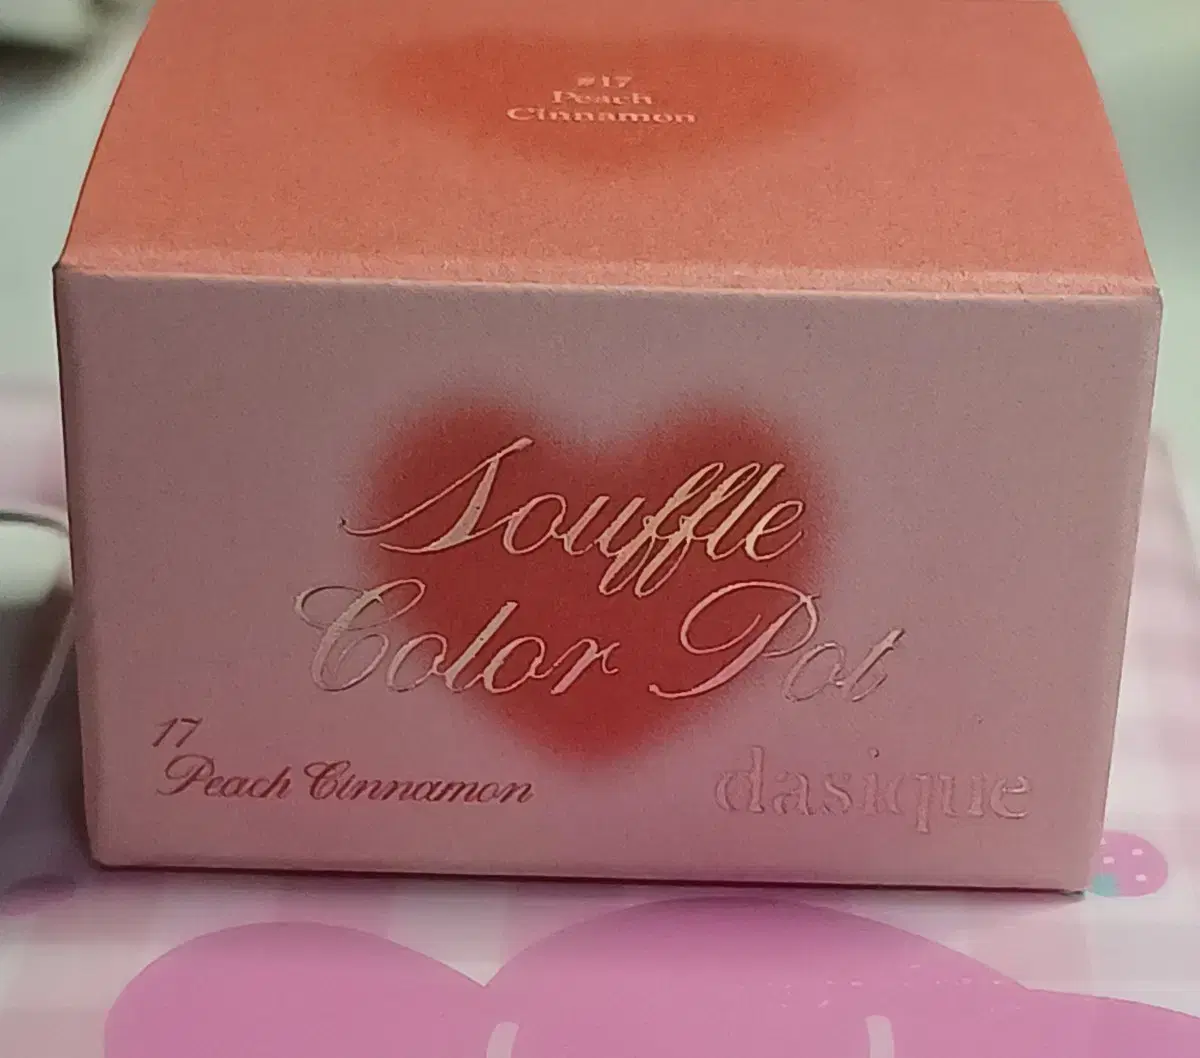 #17
Peach
Cinnamon
Souffle
Color Pot
17
Peach Cinnamon
dasique